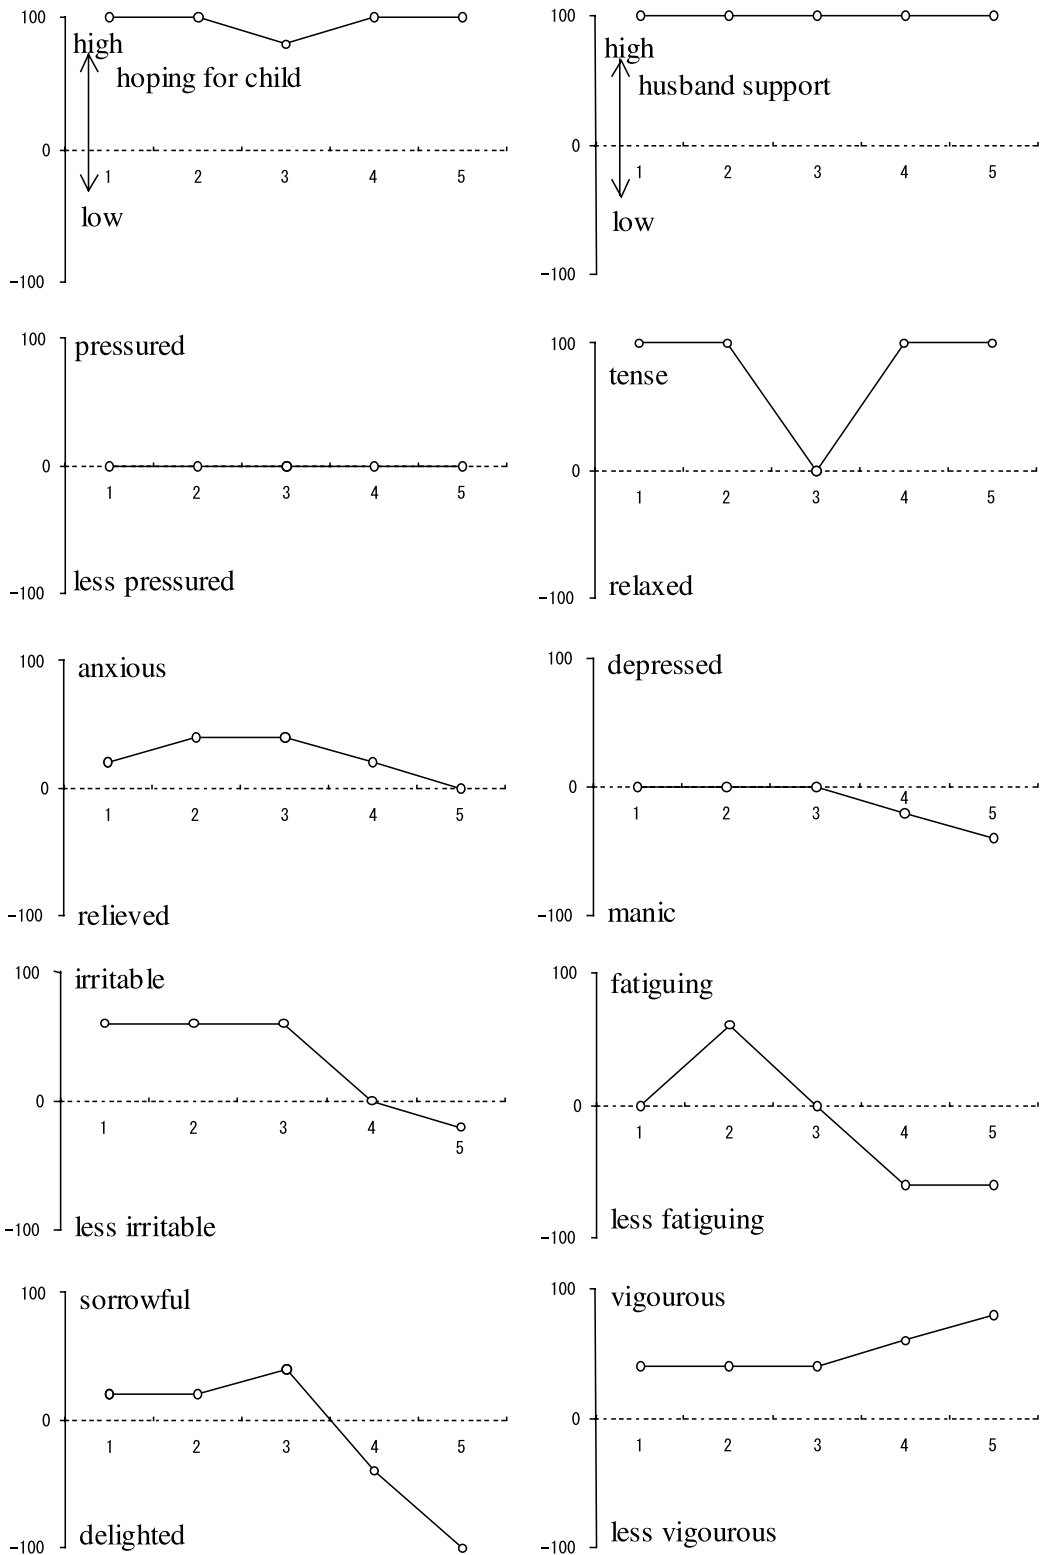 100
high
hoping for child
0
1 2 3 4 5
low
-100
100
high
husband support
0
1 2 3 4 5
low
-100
100
pressured
0
1 2 3 4 5
less pressured
-100
100
tense
0
1 2 3 4 5
relaxed
-100
100
anxious
0
1 2 3 4 5
relieved
-100
100
depressed
0
1 2 3 4 5
manic
-100
100
irritable
0
1 2 3 4 5
less irritable
-100
100
fatiguing
0
1 2 3 4 5
less fatiguing
-100
100
sorrowful
0
1 2 3 4 5
delighted
-100
100
vigourous
0
1 2 3 4 5
less vigourous
-100